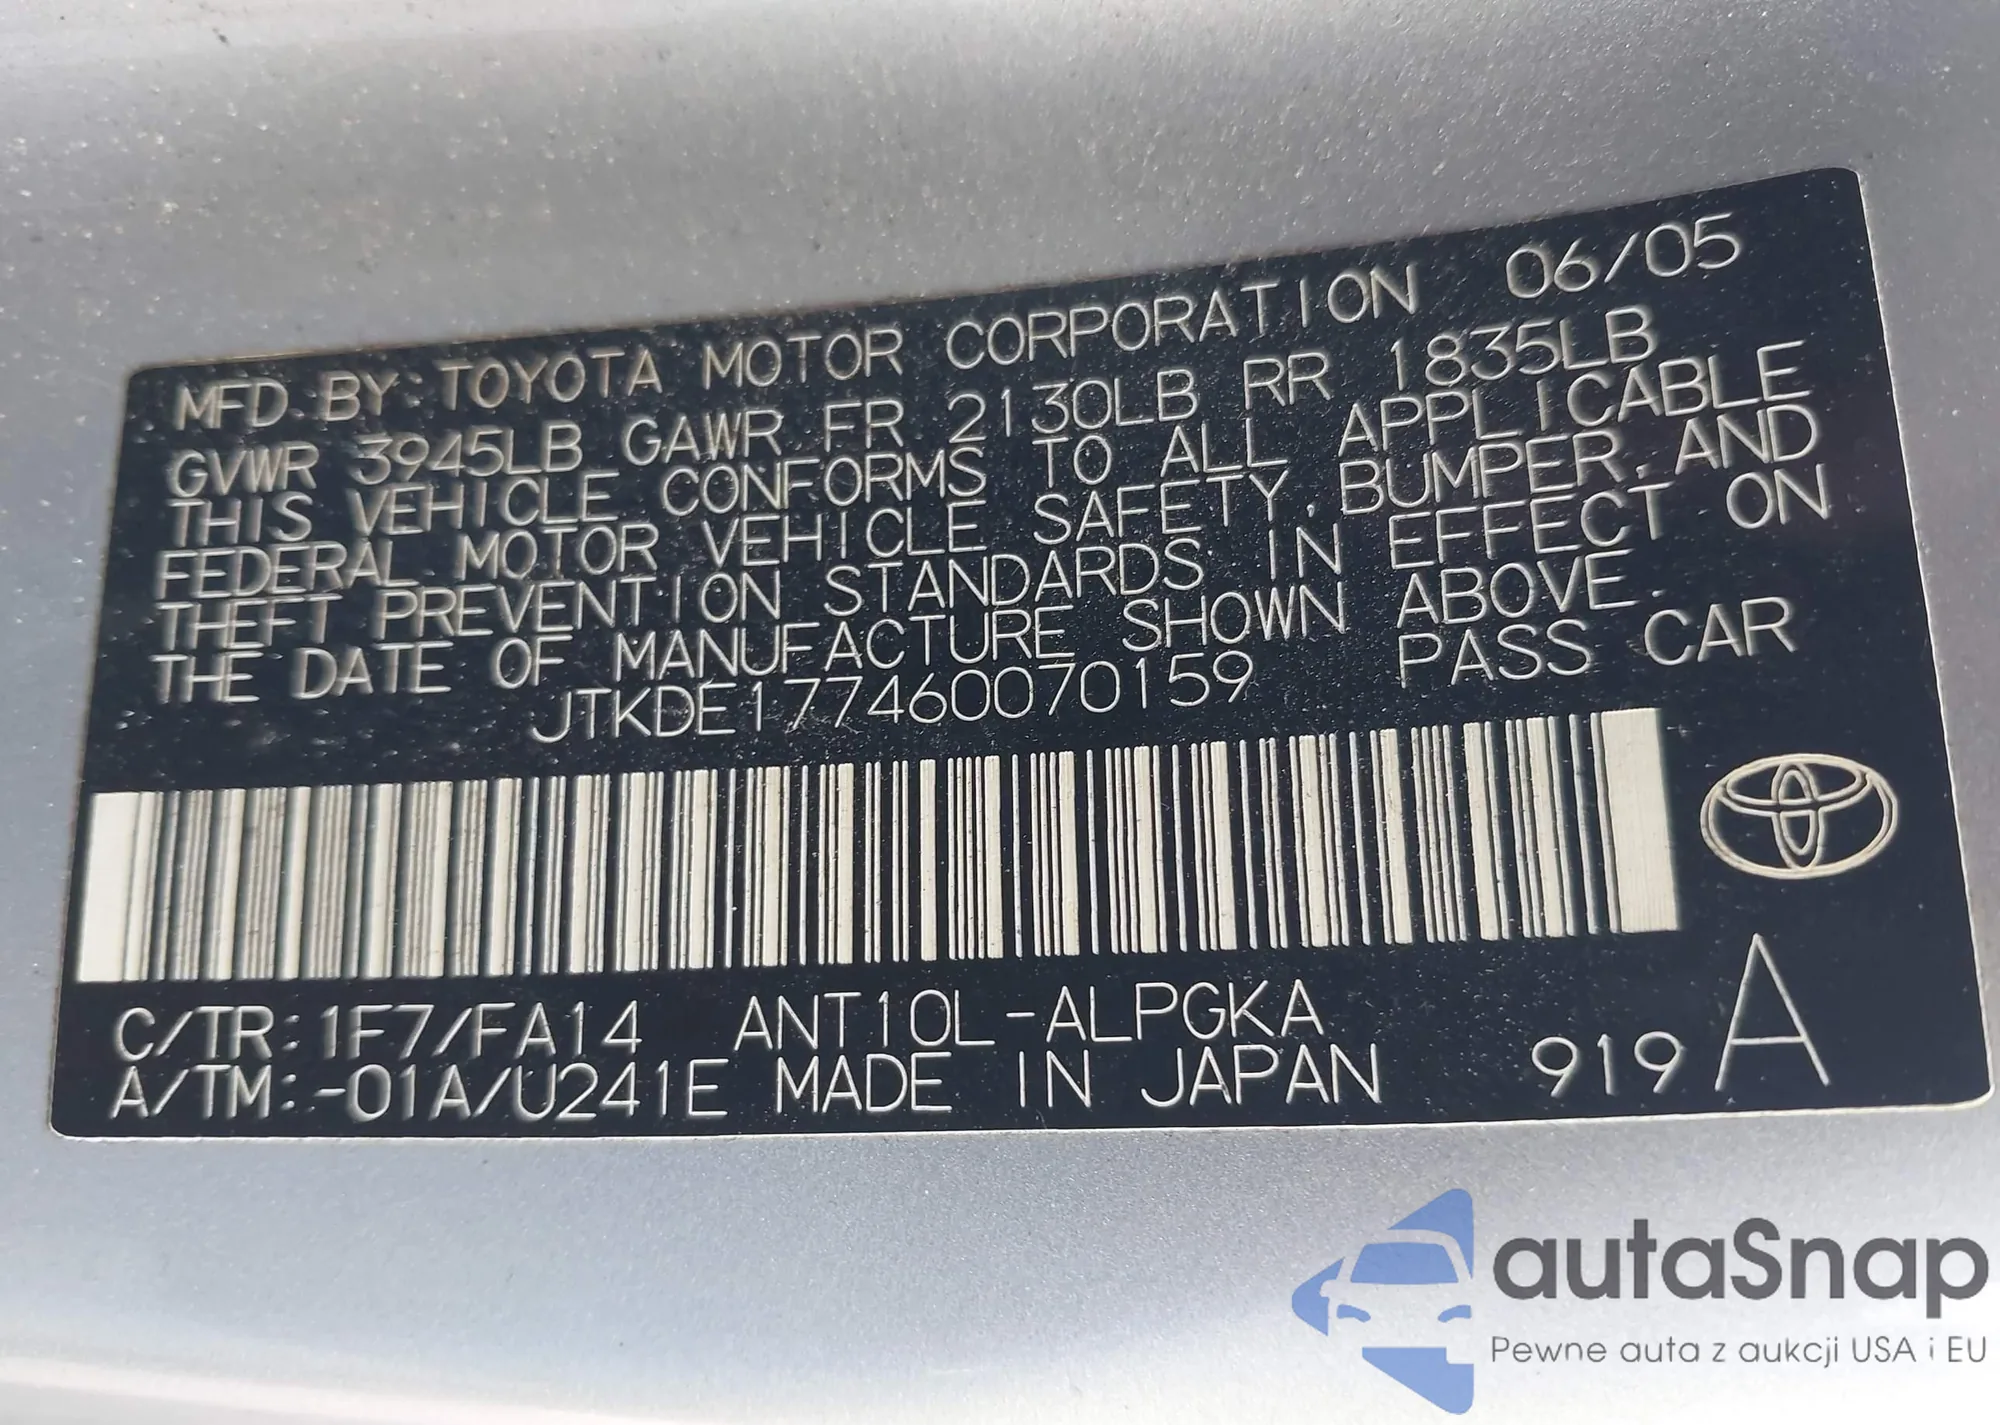 MFD. BY: TOYOTA MOTOR CORPORATION 06/05
GVWR 3945LB GAWR FR 2130LB RR 1835LB
THIS VEHICLE CONFORMS TO ALL APPLICABLE
FEDERAL MOTOR VEHICLE SAFETY, BUMPER, AND
THEFT PREVENTION STANDARDS IN EFFECT ON
THE DATE OF MANUFACTURE SHOWN ABOVE.
JTKDE177460070159 PASS CAR
C/TR: 1F7/FA14 ANT10L-ALPGKA
A/TM: -01A/U241E MADE IN JAPAN 919 A
autaSnap
Pewne auta z aukcji USA i EU